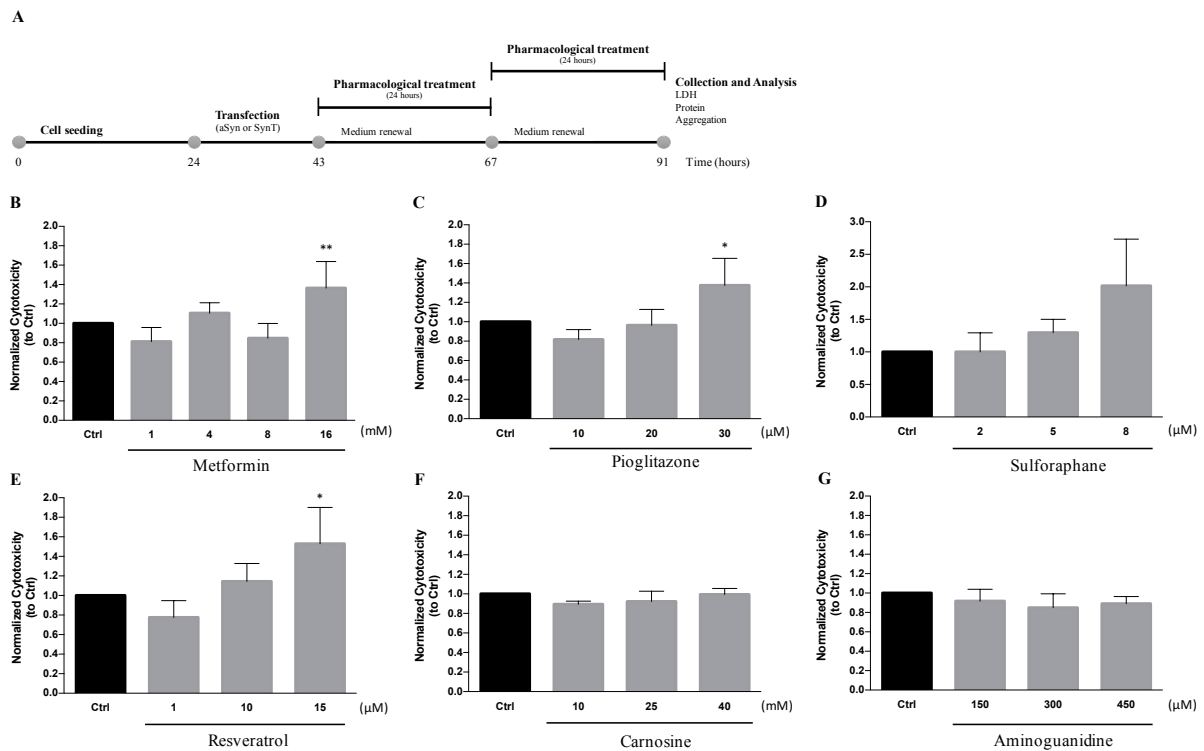 A
Pharmacological treatment
(24 hours)
Pharmacological treatment
(24 hours)
Collection and Analysis
LDH
Protein
Aggregation
Transfection
(aSyn or SynT)
Cell seeding
Medium renewal
Medium renewal
0 24 43 67 91 Time (hours)
B
Normalized Cytotoxicity
(to Ctrl)
2.0
1.8
1.6
1.4
1.2
1.0
0.8
0.6
0.4
0.2
0.0
**
Ctrl 1 4 8 16 (mM)
Metformin
C
Normalized Cytotoxicity
(to Ctrl)
2.0
1.8
1.6
1.4
1.2
1.0
0.8
0.6
0.4
0.2
0.0
*
Ctrl 10 20 30 (μM)
Pioglitazone
D
Normalized Cytotoxicity
(to Ctrl)
3.0
2.5
2.0
1.5
1.0
0.5
0.0
Ctrl 2 5 8 (μM)
Sulforaphane
E
Normalized Cytotoxicity
(to Ctrl)
2.0
1.8
1.6
1.4
1.2
1.0
0.8
0.6
0.4
0.2
0.0
*
Ctrl 1 10 15 (μM)
Resveratrol
F
Normalized Cytotoxicity
(to Ctrl)
2.0
1.8
1.6
1.4
1.2
1.0
0.8
0.6
0.4
0.2
0.0
Ctrl 10 25 40 (mM)
Carnosine
G
Normalized Cytotoxicity
(to Ctrl)
2.0
1.8
1.6
1.4
1.2
1.0
0.8
0.6
0.4
0.2
0.0
Ctrl 150 300 450 (μM)
Aminoguanidine